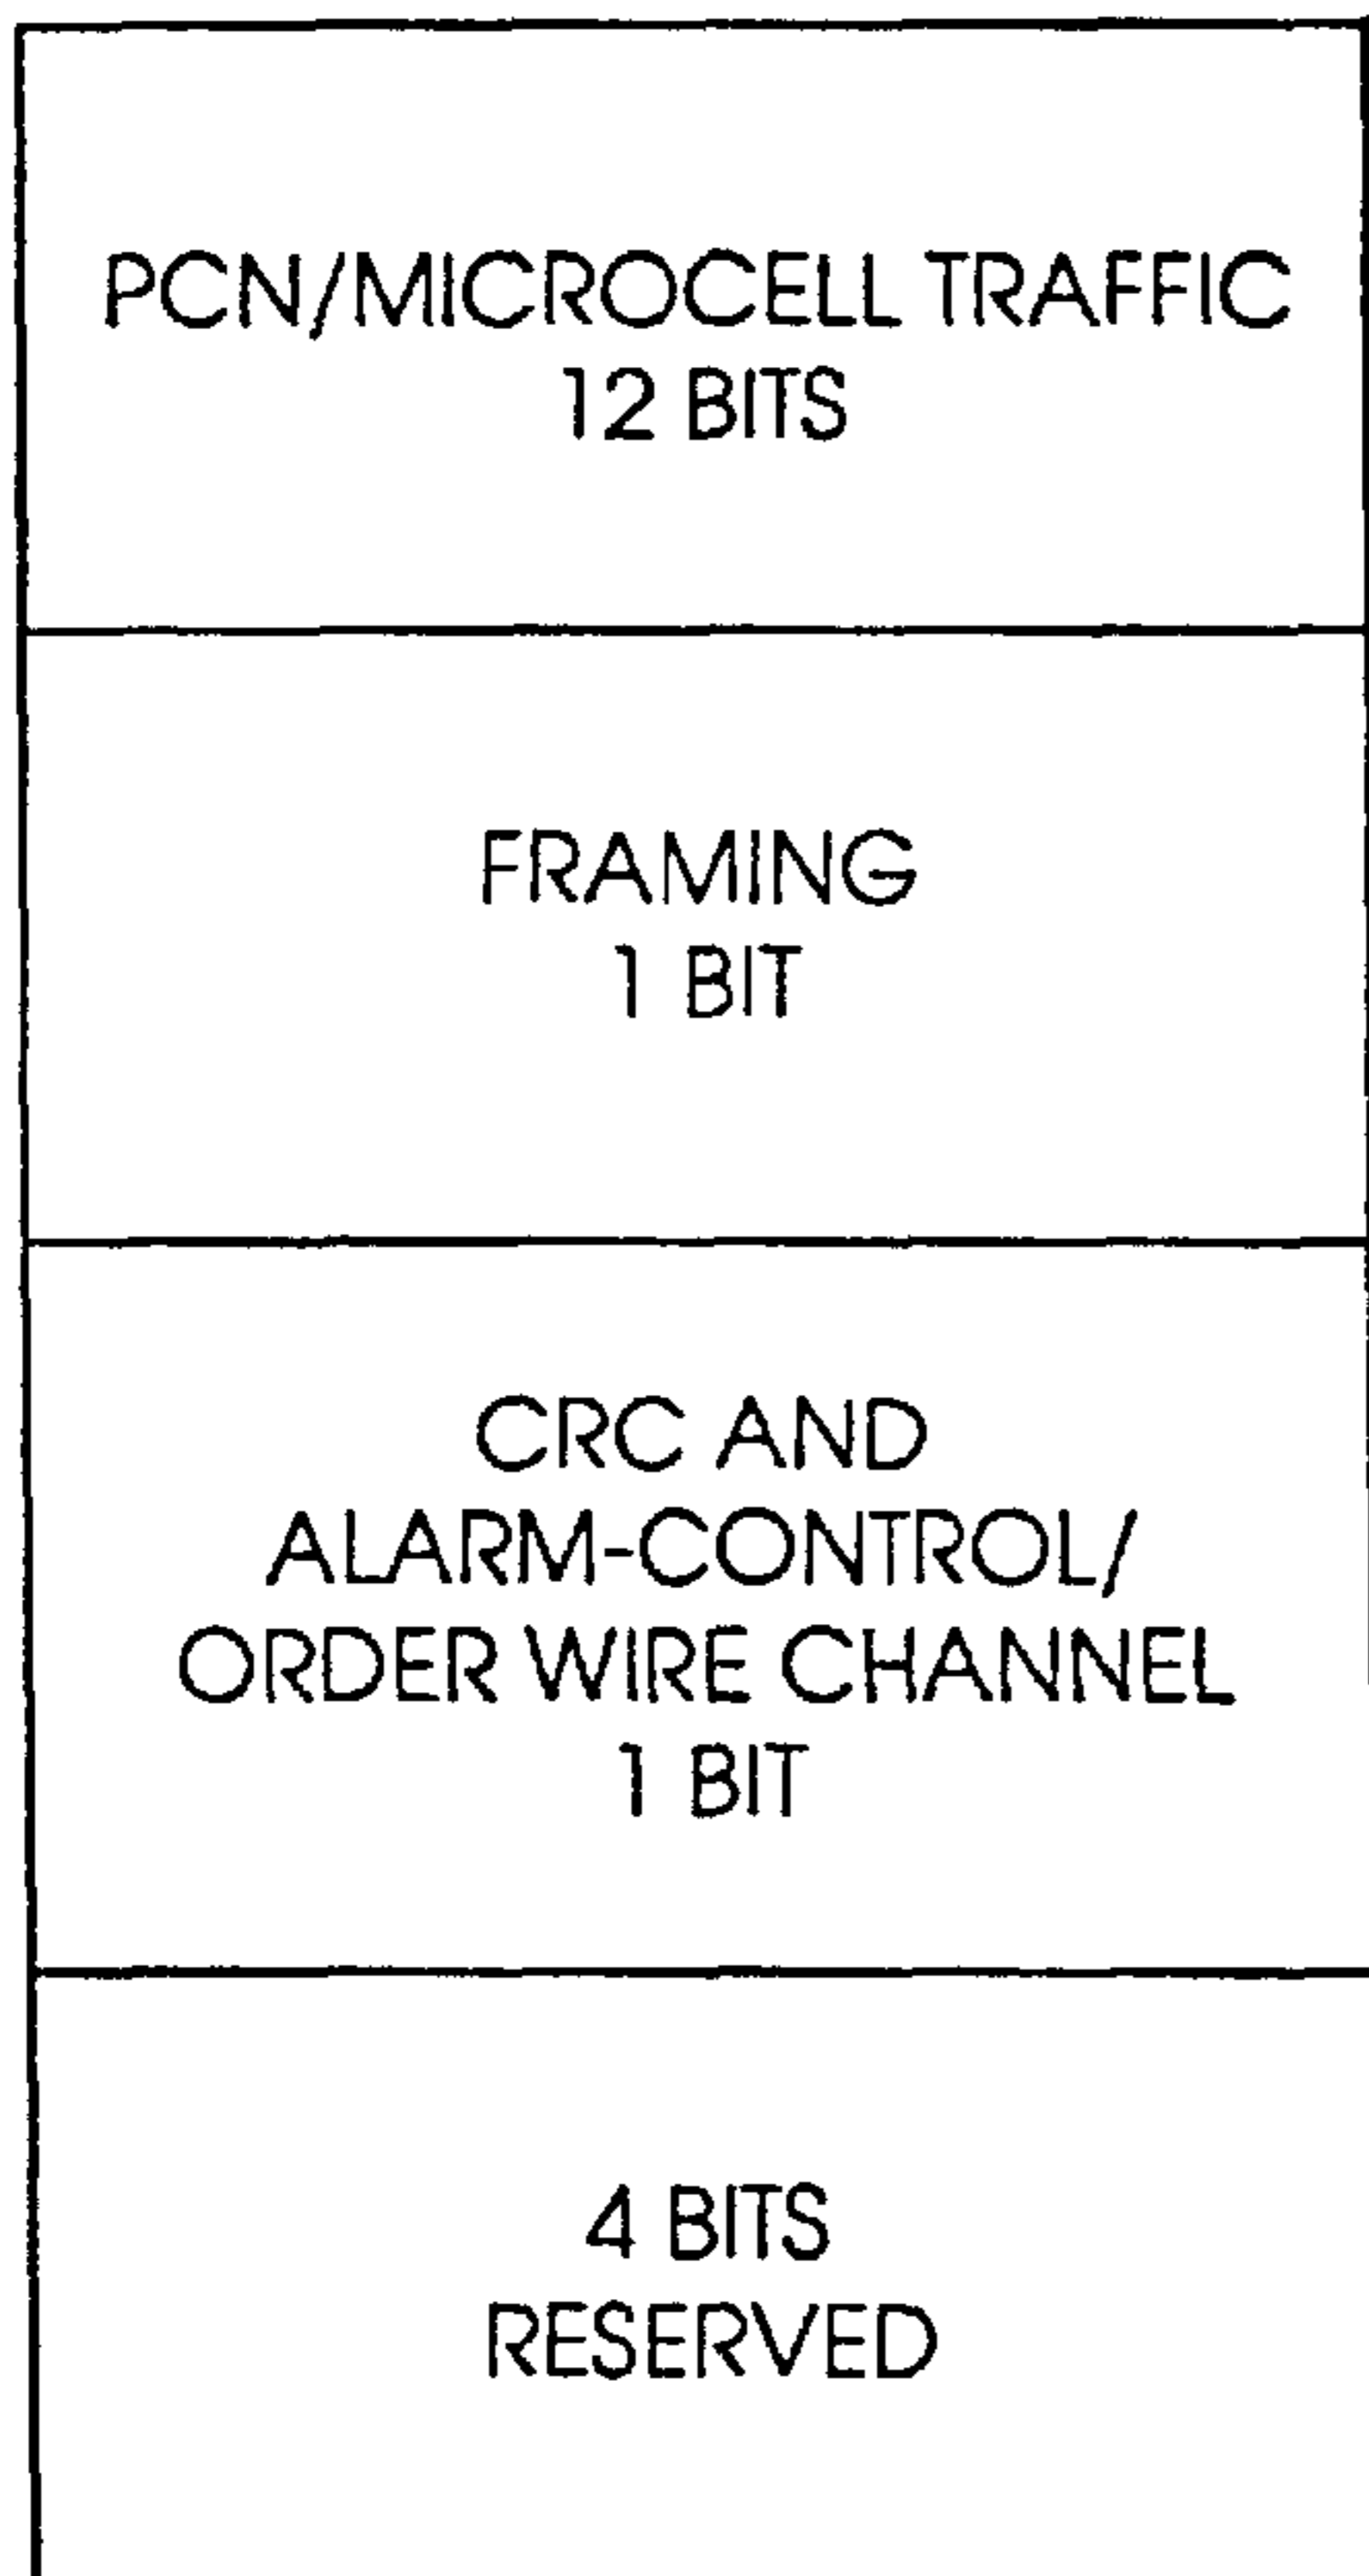 PCN/MICROCELL TRAFFIC
12 BITS
FRAMING
1 BIT
CRC AND
ALARM-CONTROL/
ORDER WIRE CHANNEL
1 BIT
4 BITS
RESERVED